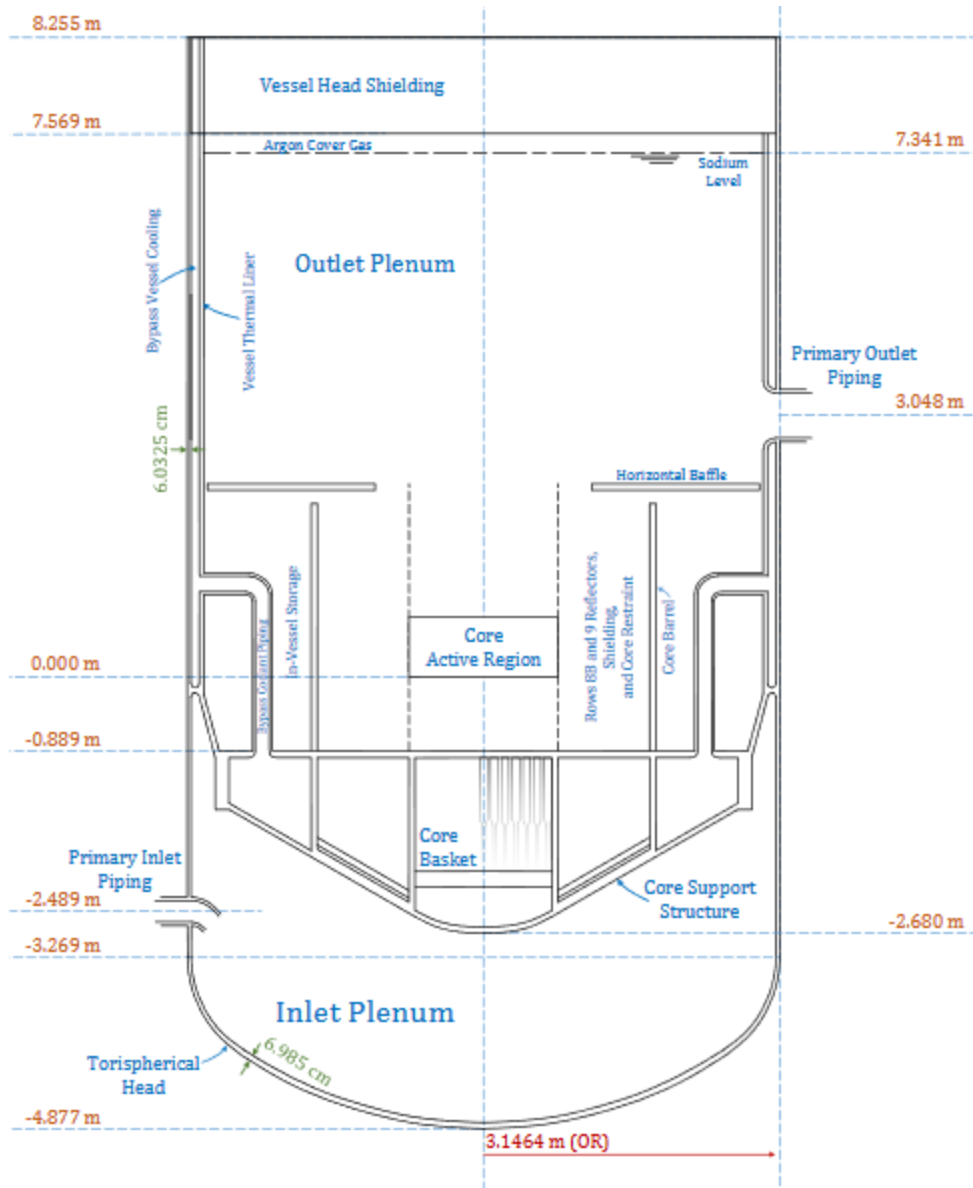 8.255 m
Vessel Head Shielding
7.569 m
Argon Cover Gas
7.341 m
Sodium
Level
Bypass Vessel Cooling
Vessel Thermal Liner
Outlet Plenum
Primary Outlet
Piping
3.048 m
6.0325 cm
Horizontal Baffle
In-Vessel Storage
Bypass Coolant Piping
Core
Active Region
Rows 8B and 9 Reflectors,
Shielding,
and Core Restraint
Core Barrel
0.000 m
-0.889 m
Core
Basket
Primary Inlet
Piping
-2.489 m
Core Support
Structure
-2.680 m
-3.269 m
Inlet Plenum
6.985 cm
Torispherical
Head
-4.877 m
3.1464 m (OR)